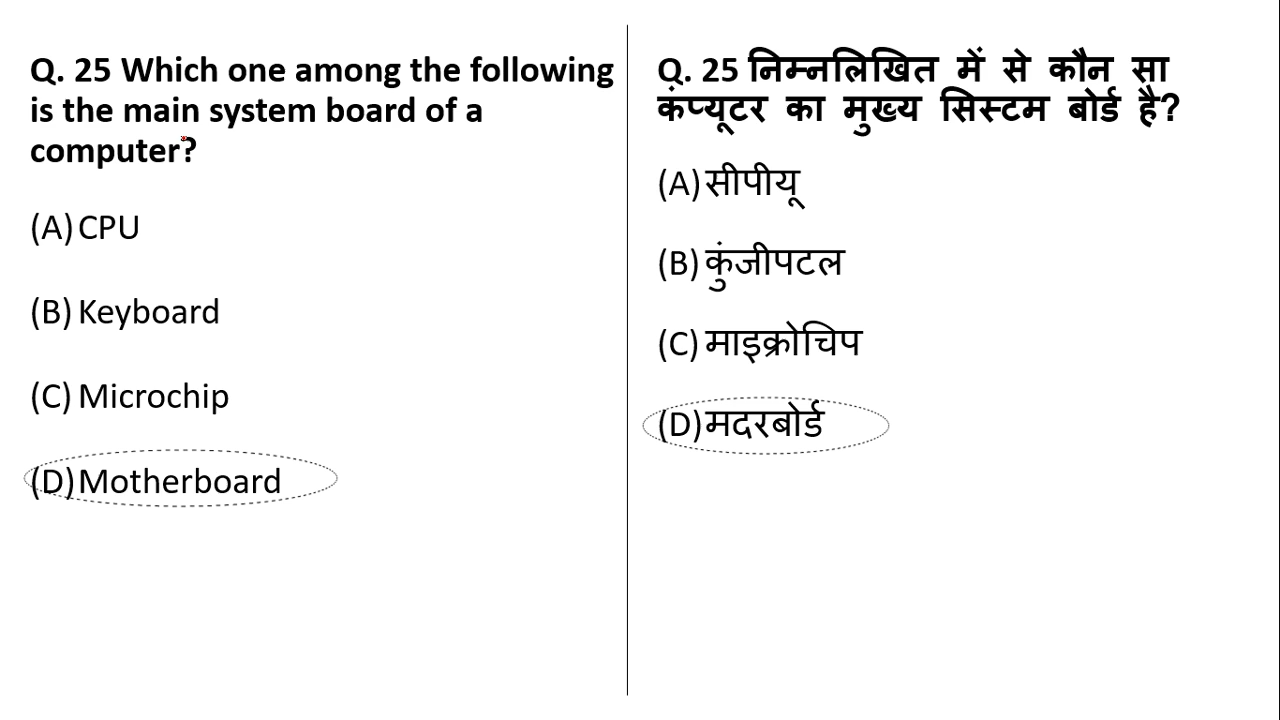 Q. 25 Which one among the following
is the main system board of a
computer?
(A) CPU
(B) Keyboard
(C) Microchip
(D) Motherboard
Q. 25 निम्नलिखित में से कौन सा
कंप्यूटर का मुख्य सिस्टम बोर्ड है?
(A) सीपीयू
(B) कुंजीपटल
(C) माइक्रोचिप
(D) मदरबोर्ड